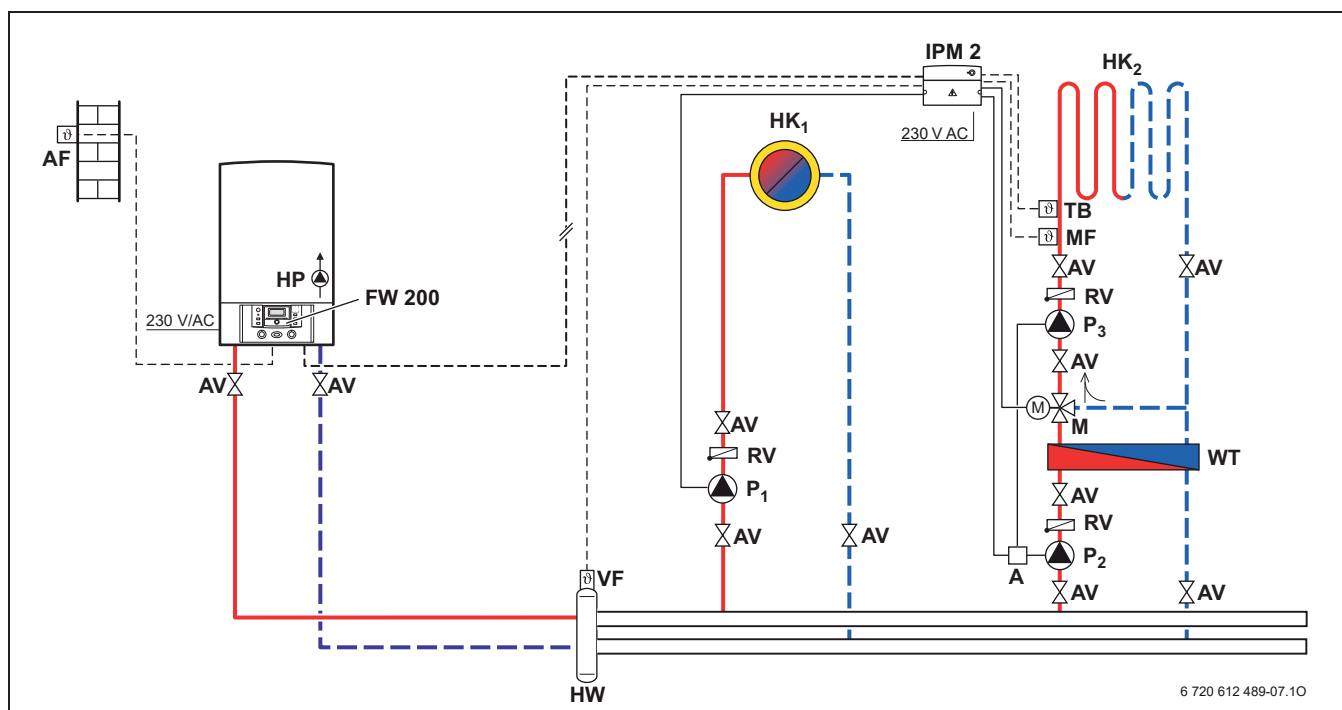 IPM 2
HK2
HK1
230 V AC
ϑ
AF
ϑ TB
ϑ MF
HP
FW 200
AV
AV
RV
230 V/AC
P3
AV
AV
AV
M
M
AV
RV
WT
P1
AV
RV
AV
AV
P2
A
ϑ VF
AV
AV
HW
6 720 612 489-07.1O